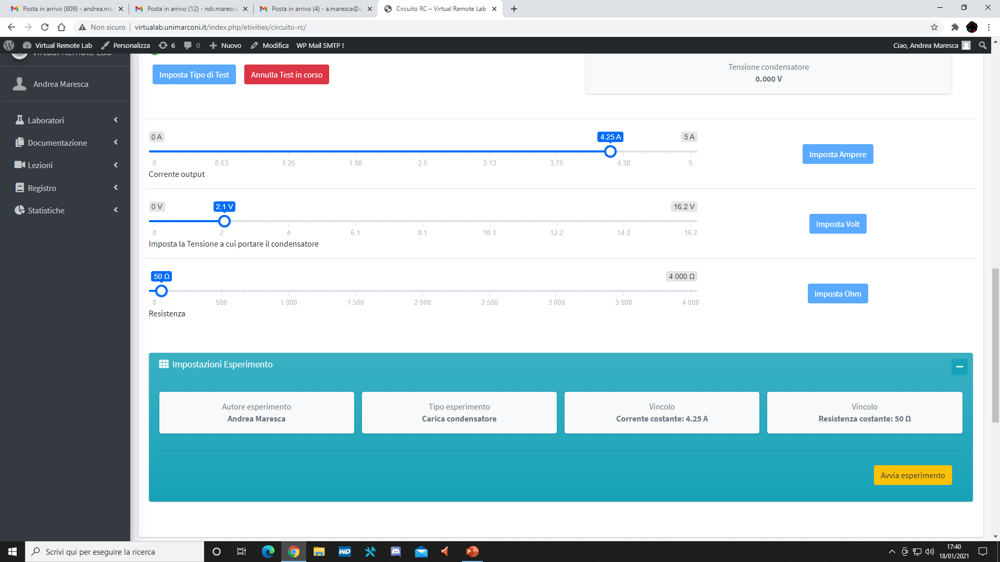 Posta in arrivo (809) - andrea.mar
Posta in arrivo (12) - ndr.maresca
Posta in arrivo (4) - a.maresca@u
Circuito RC – Virtual Remote Lab
Non sicuro
virtualab.unimarconi.it/index.php/etivities/circuito-rc/
Virtual Remote Lab
Personalizza
6
0
Nuovo
Modifica
WP Mail SMTP !
Ciao, Andrea Maresca
Virtual Remote Lab
Andrea Maresca
Laboratori
Documentazione
Lezioni
Registro
Statistiche
Imposta Tipo di Test
Annulla Test in corso
Tensione condensatore
0.000 V
0 A
4.25 A
5 A
0
0.63
1.25
1.88
2.5
3.13
3.75
4.38
5
Corrente output
Imposta Ampere
0 V
2.1 V
16.2 V
0
2
4
6.1
8.1
10.1
12.2
14.2
16.2
Imposta la Tensione a cui portare il condensatore
Imposta Volt
50 Ω
4 000 Ω
0
500
1 000
1 500
2 000
2 500
3 000
3 500
4 000
Resistenza
Imposta Ohm
Impostazioni Esperimento
Autore esperimento
Andrea Maresca
Tipo esperimento
Carica condensatore
Vincolo
Corrente costante: 4.25 A
Vincolo
Resistenza costante: 50 Ω
Avvia esperimento
Scrivi qui per eseguire la ricerca
WD
17:40
18/01/2021